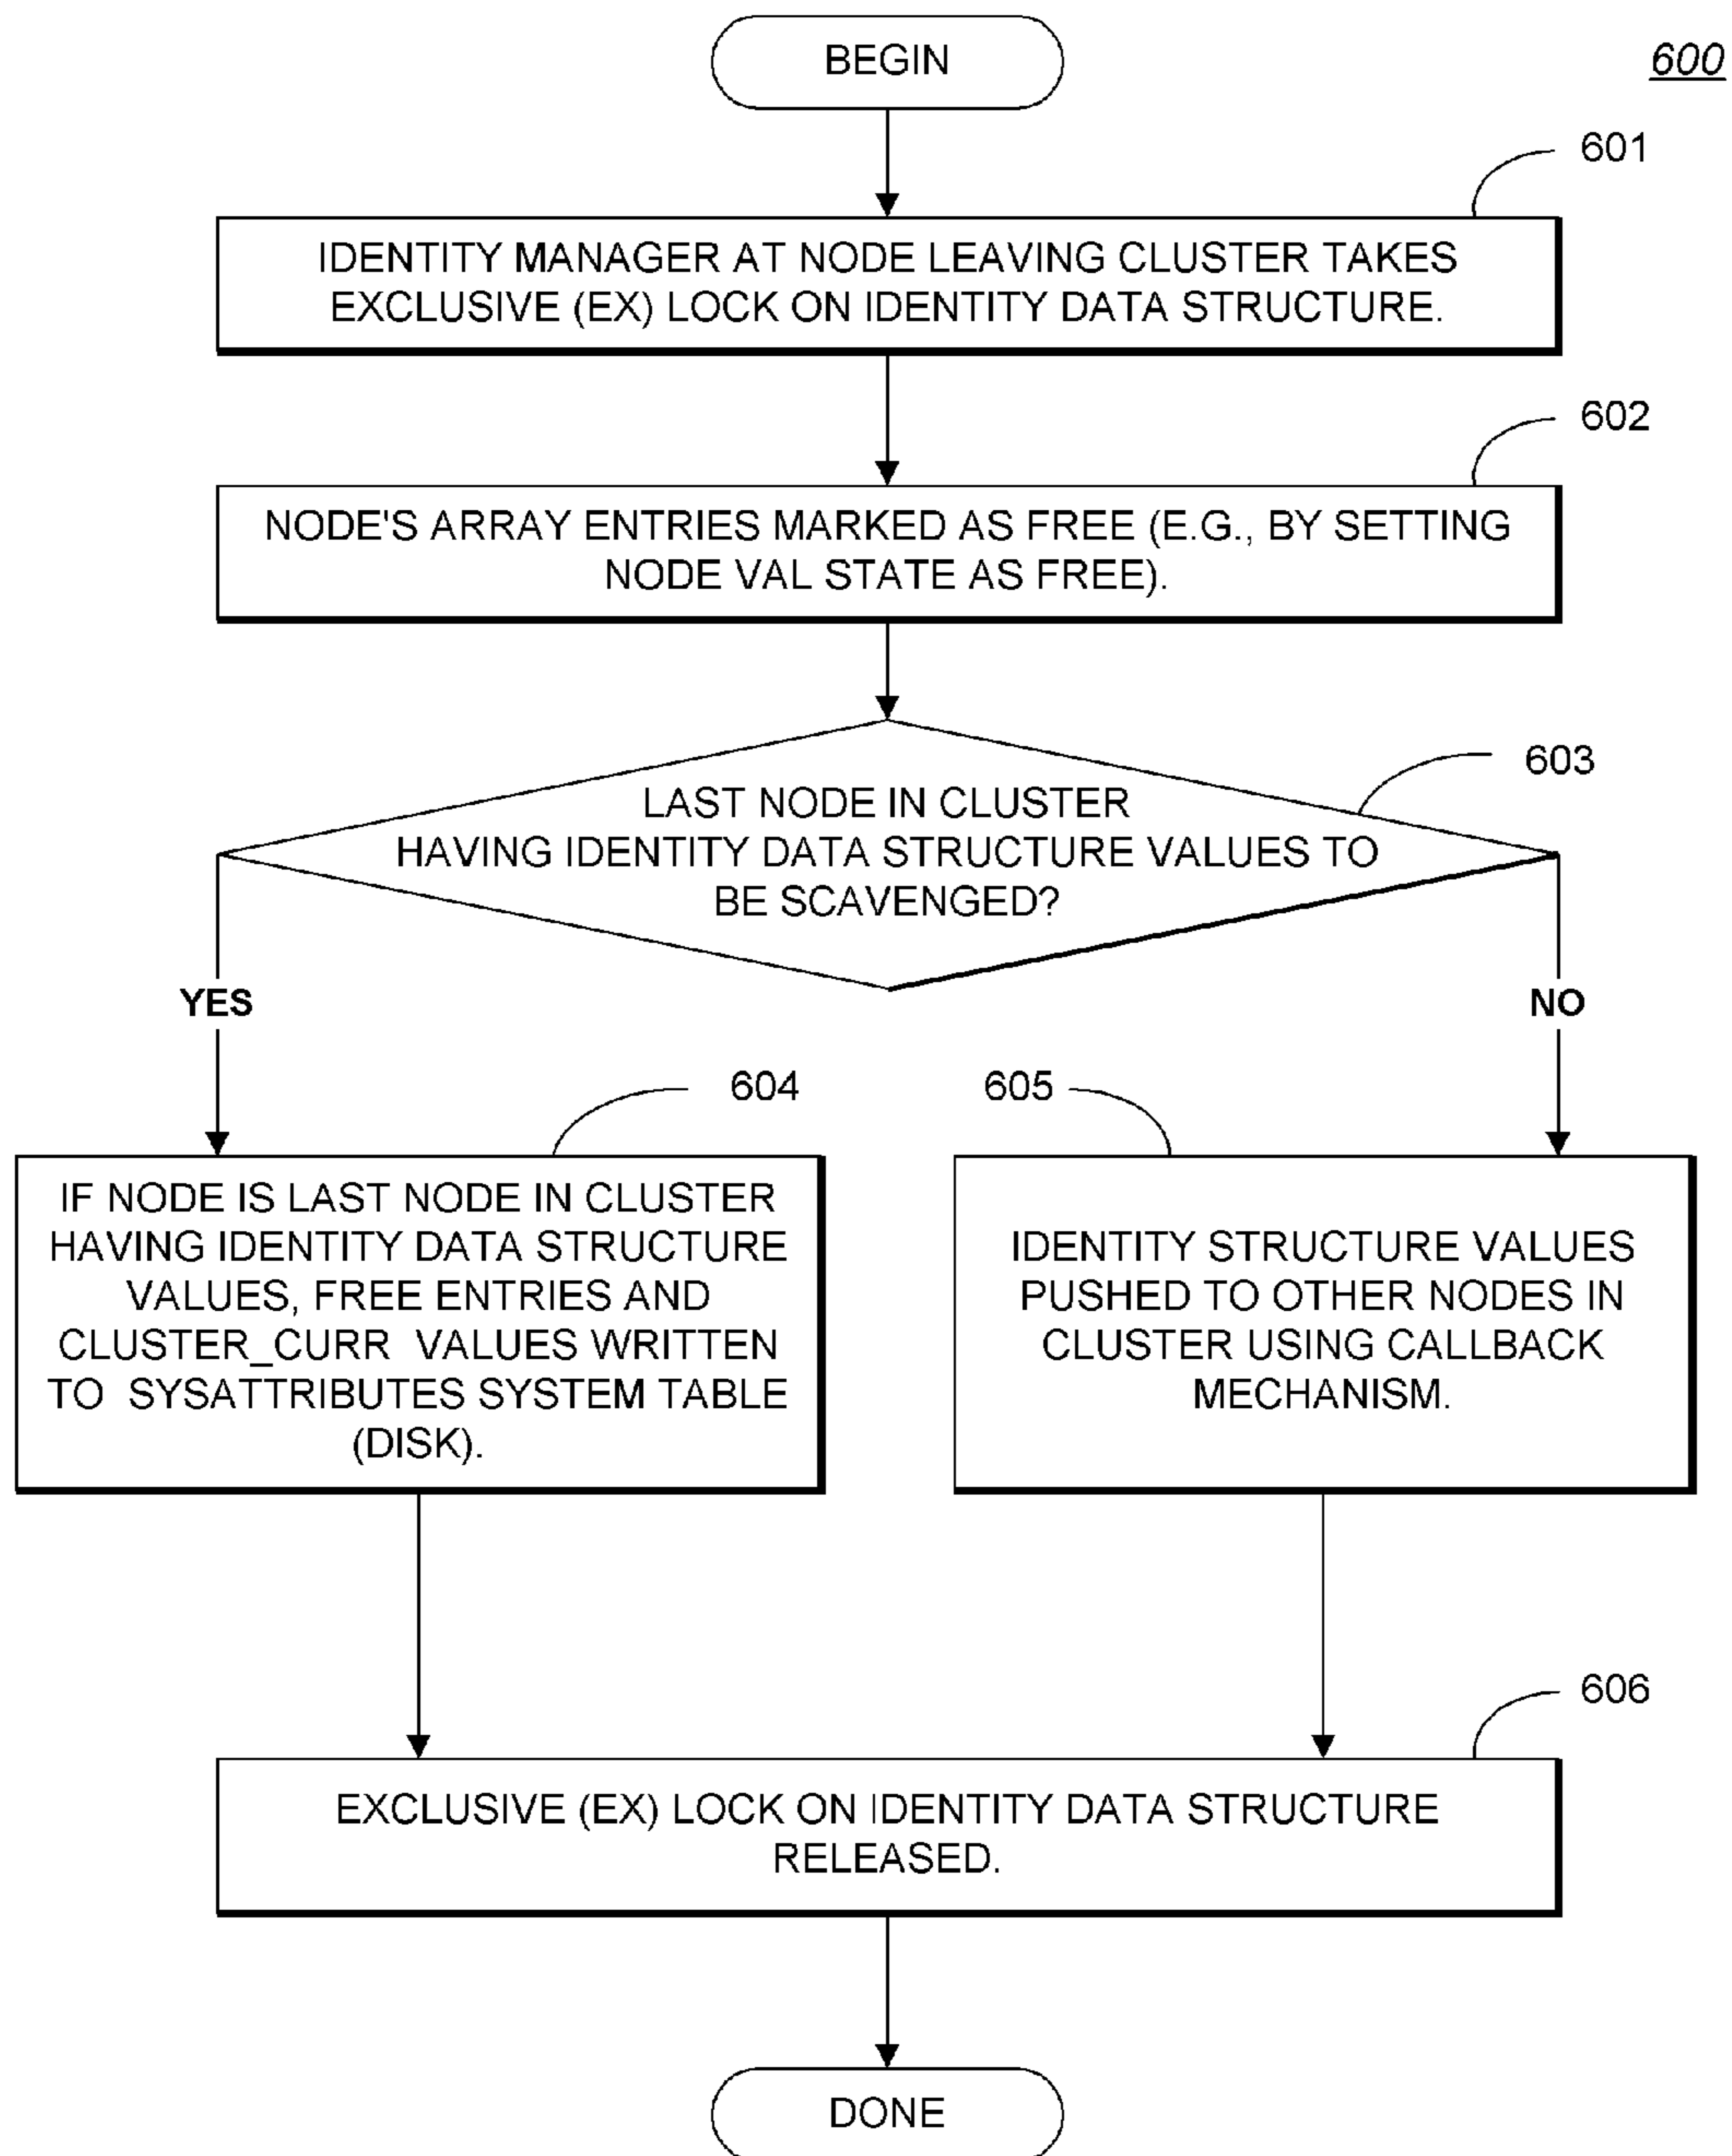 BEGIN
600
601
IDENTITY MANAGER AT NODE LEAVING CLUSTER TAKES
EXCLUSIVE (EX) LOCK ON IDENTITY DATA STRUCTURE.
602
NODE'S ARRAY ENTRIES MARKED AS FREE (E.G., BY SETTING
NODE VAL STATE AS FREE).
603
LAST NODE IN CLUSTER
HAVING IDENTITY DATA STRUCTURE VALUES TO
BE SCAVENGED?
YES
NO
604
IF NODE IS LAST NODE IN CLUSTER
HAVING IDENTITY DATA STRUCTURE
VALUES, FREE ENTRIES AND
CLUSTER_CURR VALUES WRITTEN
TO SYSATTRIBUTES SYSTEM TABLE
(DISK).
605
IDENTITY STRUCTURE VALUES
PUSHED TO OTHER NODES IN
CLUSTER USING CALLBACK
MECHANISM.
606
EXCLUSIVE (EX) LOCK ON IDENTITY DATA STRUCTURE
RELEASED.
DONE